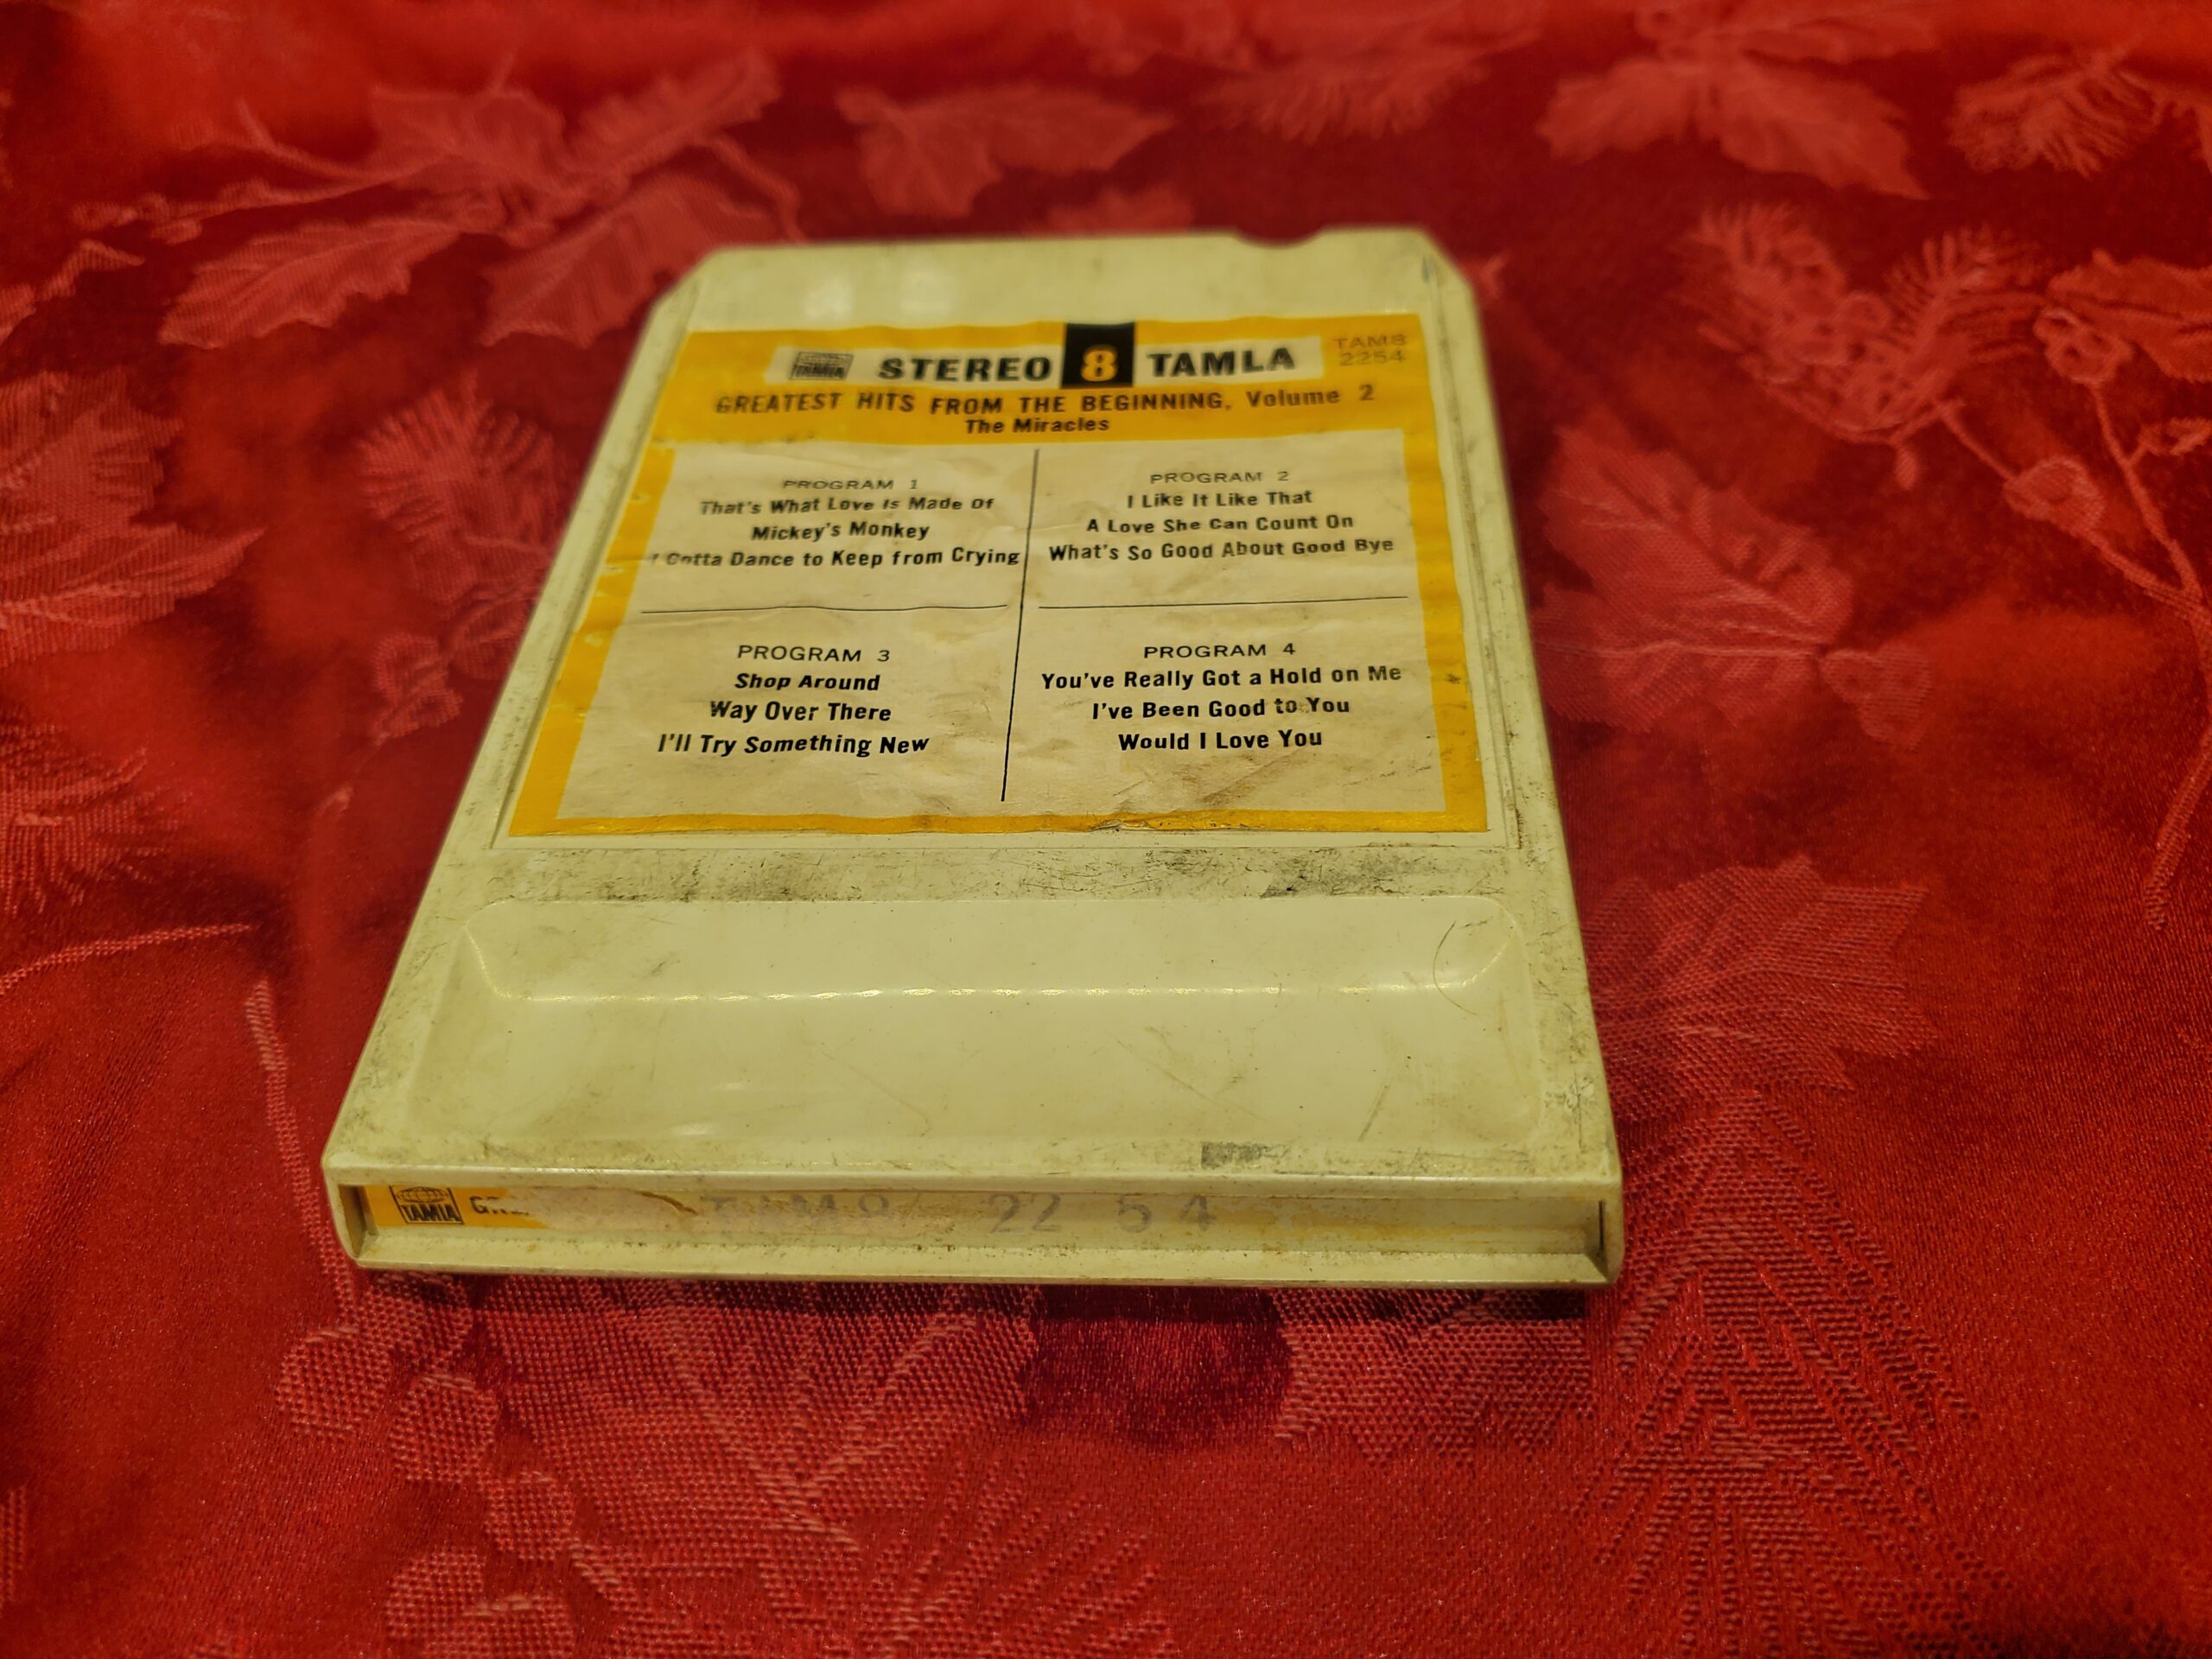 TAMLA STEREO 8 TAMLA TAM8
2254
GREATEST HITS FROM THE BEGINNING, Volume 2
The Miracles
PROGRAM 1
That's What Love Is Made Of
Mickey's Monkey
I Gotta Dance to Keep from Crying
PROGRAM 2
I Like It Like That
A Love She Can Count On
What's So Good About Good Bye
PROGRAM 3
Shop Around
Way Over There
I'll Try Something New
PROGRAM 4
You've Really Got a Hold on Me
I've Been Good to You
Would I Love You
TAMLA TAM8 2254